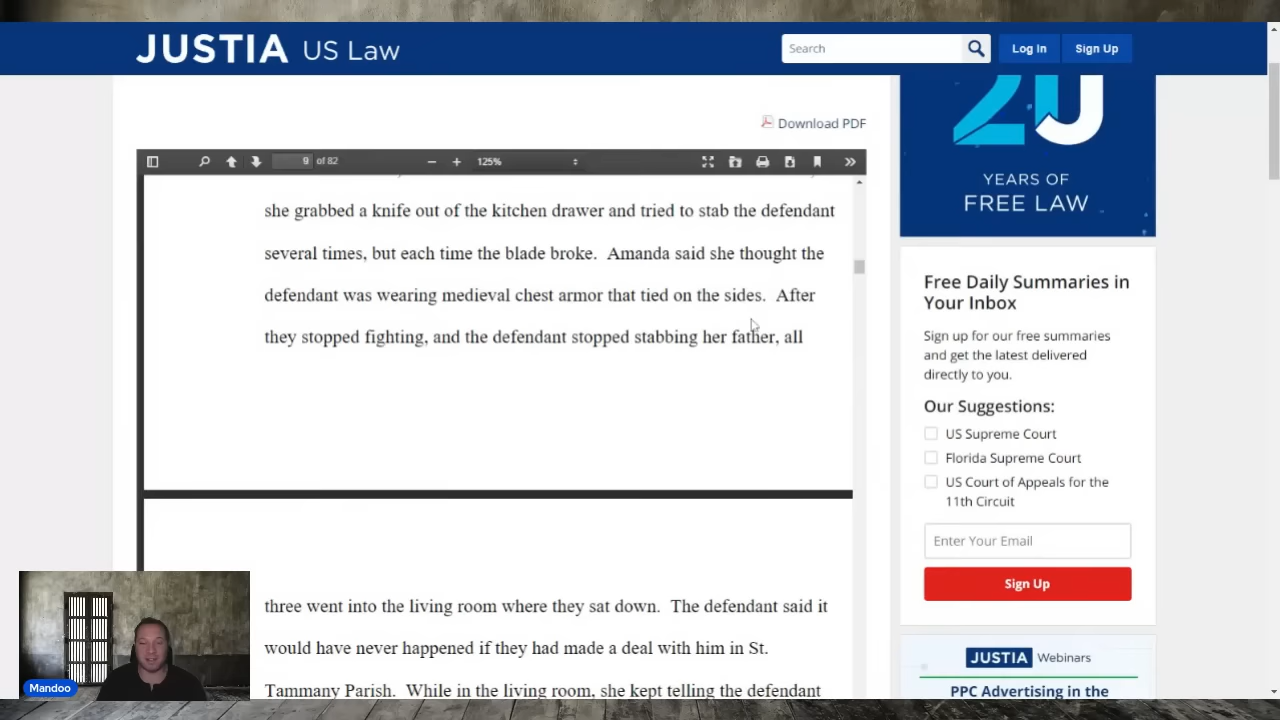 JUSTIA US Law
Search
Log In
Sign Up
Download PDF
9 of 82
125%
she grabbed a knife out of the kitchen drawer and tried to stab the defendant
several times, but each time the blade broke.  Amanda said she thought the
defendant was wearing medieval chest armor that tied on the sides.  After
they stopped fighting, and the defendant stopped stabbing her father, all
three went into the living room where they sat down.  The defendant said it
would have never happened if they had made a deal with him in St.
Tammany Parish.  While in the living room, she kept telling the defendant
20
YEARS OF
FREE LAW
Free Daily Summaries in
Your Inbox
Sign up for our free summaries
and get the latest delivered
directly to you.
Our Suggestions:
US Supreme Court
Florida Supreme Court
US Court of Appeals for the
11th Circuit
Enter Your Email
Sign Up
JUSTIA Webinars
PPC Advertising in the
Mandoo